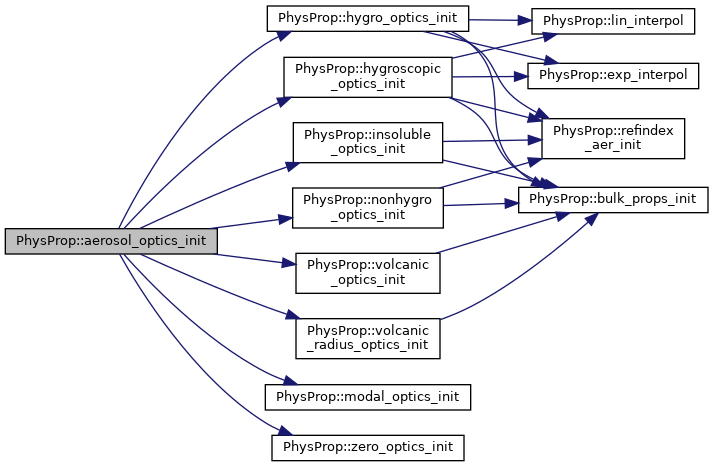 PhysProp::aerosol_optics_init
PhysProp::hygro_optics_init
PhysProp::hygroscopic
_optics_init
PhysProp::insoluble
_optics_init
PhysProp::nonhygro
_optics_init
PhysProp::volcanic
_optics_init
PhysProp::volcanic
_radius_optics_init
PhysProp::modal_optics_init
PhysProp::zero_optics_init
PhysProp::lin_interpol
PhysProp::exp_interpol
PhysProp::refindex
_aer_init
PhysProp::bulk_props_init